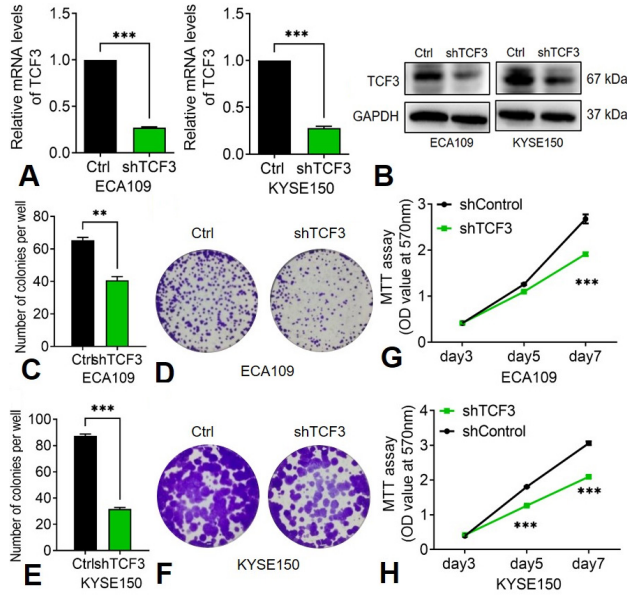 Relative mRNA levels
of TCF3
1.5
1.0
0.5
0.0
***
Ctrl shTCF3
ECA109
A
Relative mRNA levels
of TCF3
1.5
1.0
0.5
0.0
***
Ctrl shTCF3
KYSE150
Ctrl shTCF3 Ctrl shTCF3
TCF3 67 kDa
GAPDH 37 kDa
ECA109 KYSE150
B
Number of colonies per well
80
60
40
20
0
**
CtrlshTCF3
ECA109
C
Ctrl shTCF3
ECA109
D
MTT assay
(OD value at 570nm)
3
2
1
0
shControl
shTCF3
***
day3 day5 day7
ECA109
G
Number of colonies per well
100
80
60
40
20
0
***
CtrlshTCF3
KYSE150
E
Ctrl shTCF3
KYSE150
F
MTT assay
(OD value at 570nm)
4
3
2
1
0
shTCF3
shControl
***
***
day3 day5 day7
KYSE150
H